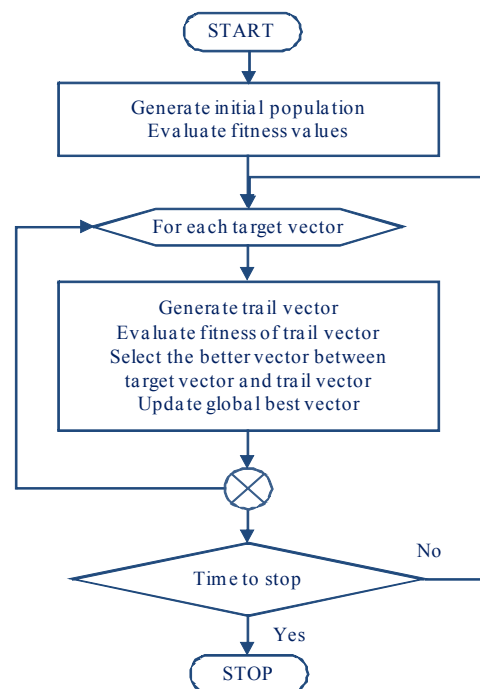 START
Generate initial population
Evaluate fitness values
For each target vector
Generate trail vector
Evaluate fitness of trail vector
Select the better vector between
target vector and trail vector
Update global best vector
Time to stop
No
Yes
STOP